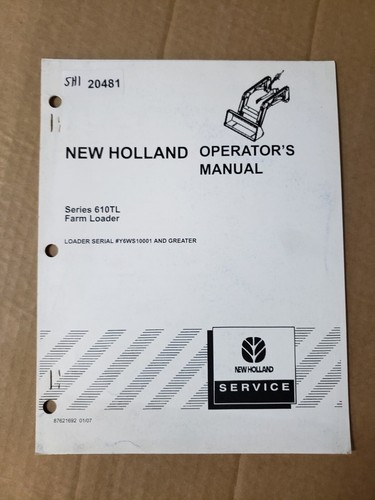 5H1 20481
NEW HOLLAND OPERATOR'S
MANUAL
Series 610TL
Farm Loader
LOADER SERIAL #Y6WS10001 AND GREATER
NEW HOLLAND
SERVICE
87621692 01/07